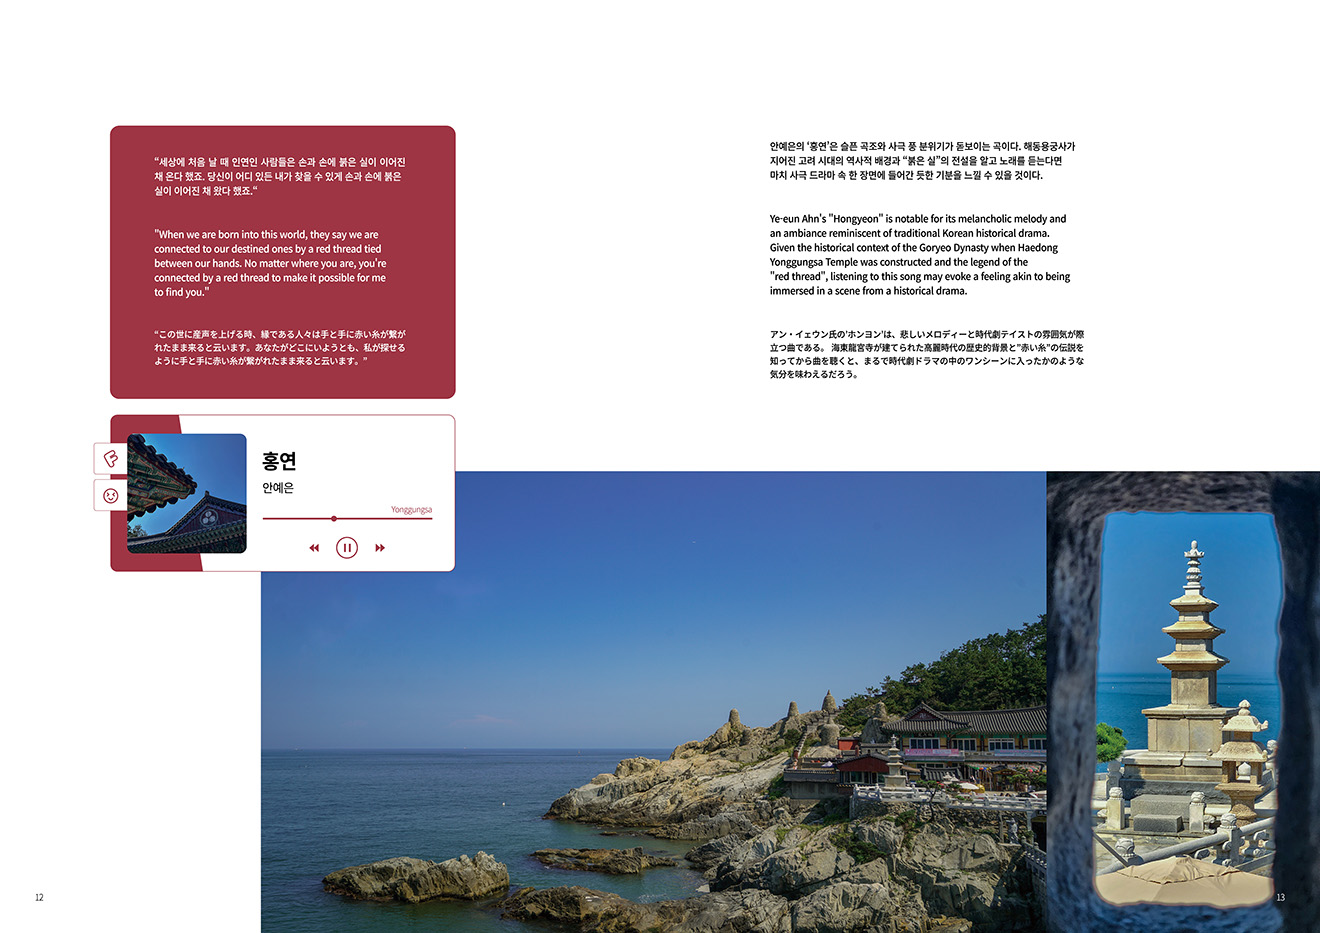 “세상에 처음 날 때 인연인 사람들은 손과 손에 붉은 실이 이어진
채 온다 했죠. 당신이 어디 있든 내가 찾을 수 있게 손과 손에 붉은
실이 이어진 채 왔다 했죠.“
"When we are born into this world, they say we are
connected to our destined ones by a red thread tied
between our hands. No matter where you are, you're
connected by a red thread to make it possible for me
to find you."
“この世に産声を上げる時、縁である人々は手と手に赤い糸が繋が
れたまま来ると云います。あなたがどこにいようとも、私が探せる
ように手と手に赤い糸が繋がれたまま来ると云います。”
홍연
안예은
Yonggungsa
안예은의 ‘홍연’은 슬픈 곡조와 사극 풍 분위기가 돋보이는 곡이다. 해동용궁사가
지어진 고려 시대의 역사적 배경과 “붉은 실”의 전설을 알고 노래를 듣는다면
마치 사극 드라마 속 한 장면에 들어간 듯한 기분을 느낄 수 있을 것이다.
Ye-eun Ahn's "Hongyeon" is notable for its melancholic melody and
an ambiance reminiscent of traditional Korean historical drama.
Given the historical context of the Goryeo Dynasty when Haedong
Yonggungsa Temple was constructed and the legend of the
"red thread", listening to this song may evoke a feeling akin to being
immersed in a scene from a historical drama.
アン・イェウン氏の’ホンヨン’は、悲しいメロディーと時代劇テイストの雰囲気が際
立つ曲である。 海東龍宮寺が建てられた高麗時代の歴史的背景と”赤い糸”の伝説を
知ってから曲を聴くと、まるで時代劇ドラマの中のワンシーンに入ったかのような
気分を味わえるだろう。
12
13